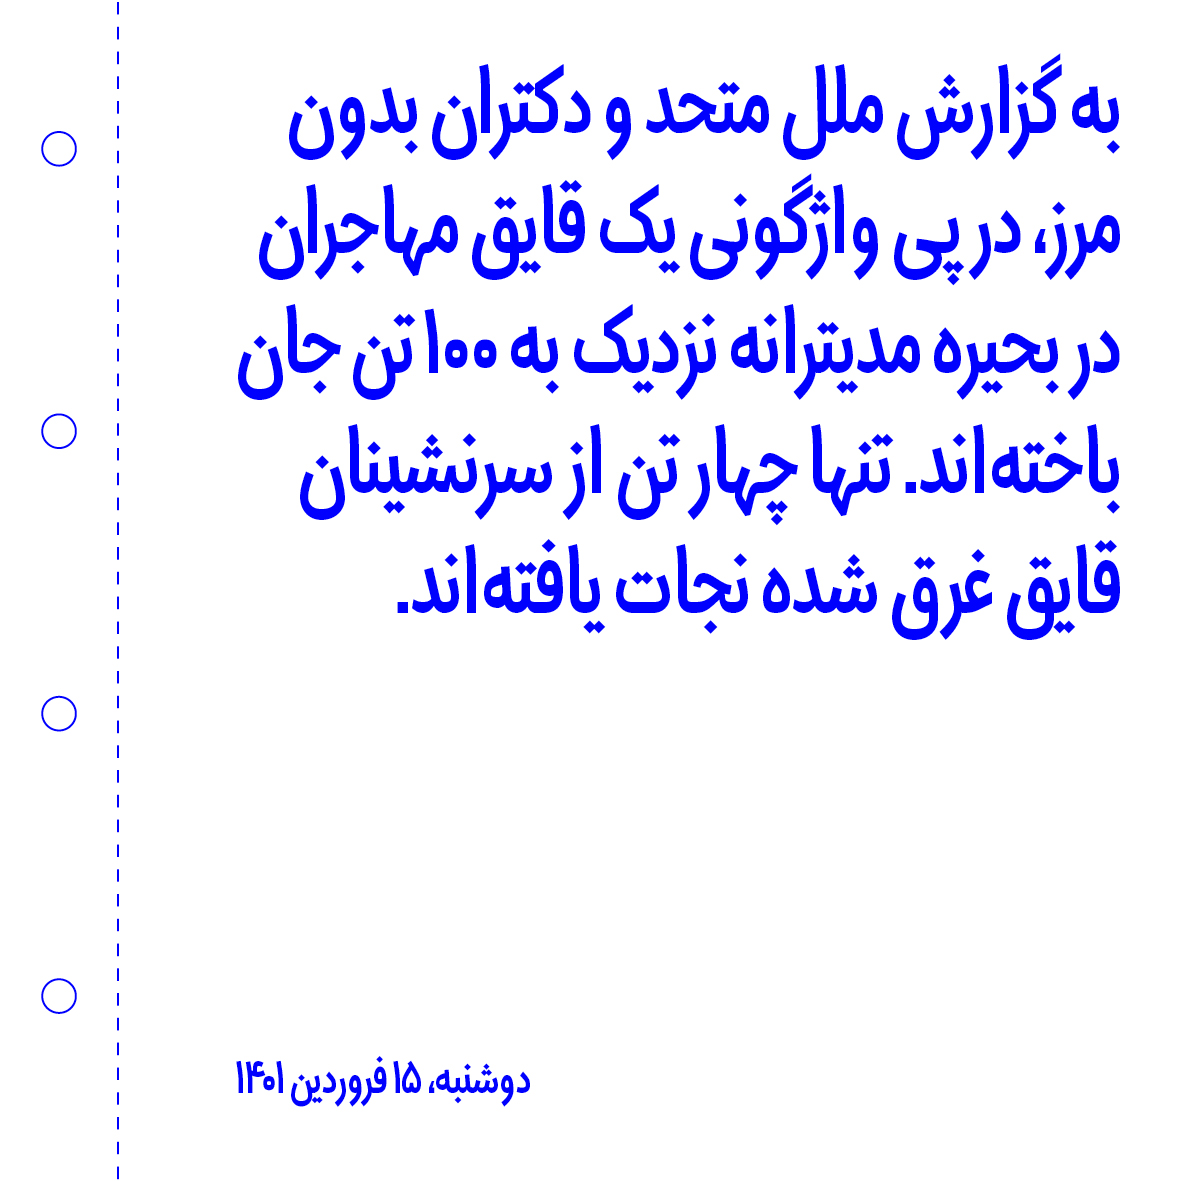 به گزارش ملل متحد و دکتران بدون
مرز، در پی واژگونی یک قایق مهاجران
در بحیره مدیترانه نزدیک به ۱۰۰ تن جان
باخته‌اند. تنها چهار تن از سرنشینان
قایق غرق شده نجات یافته‌اند.
دوشنبه، ۱۵ فروردین ۱۴۰۱